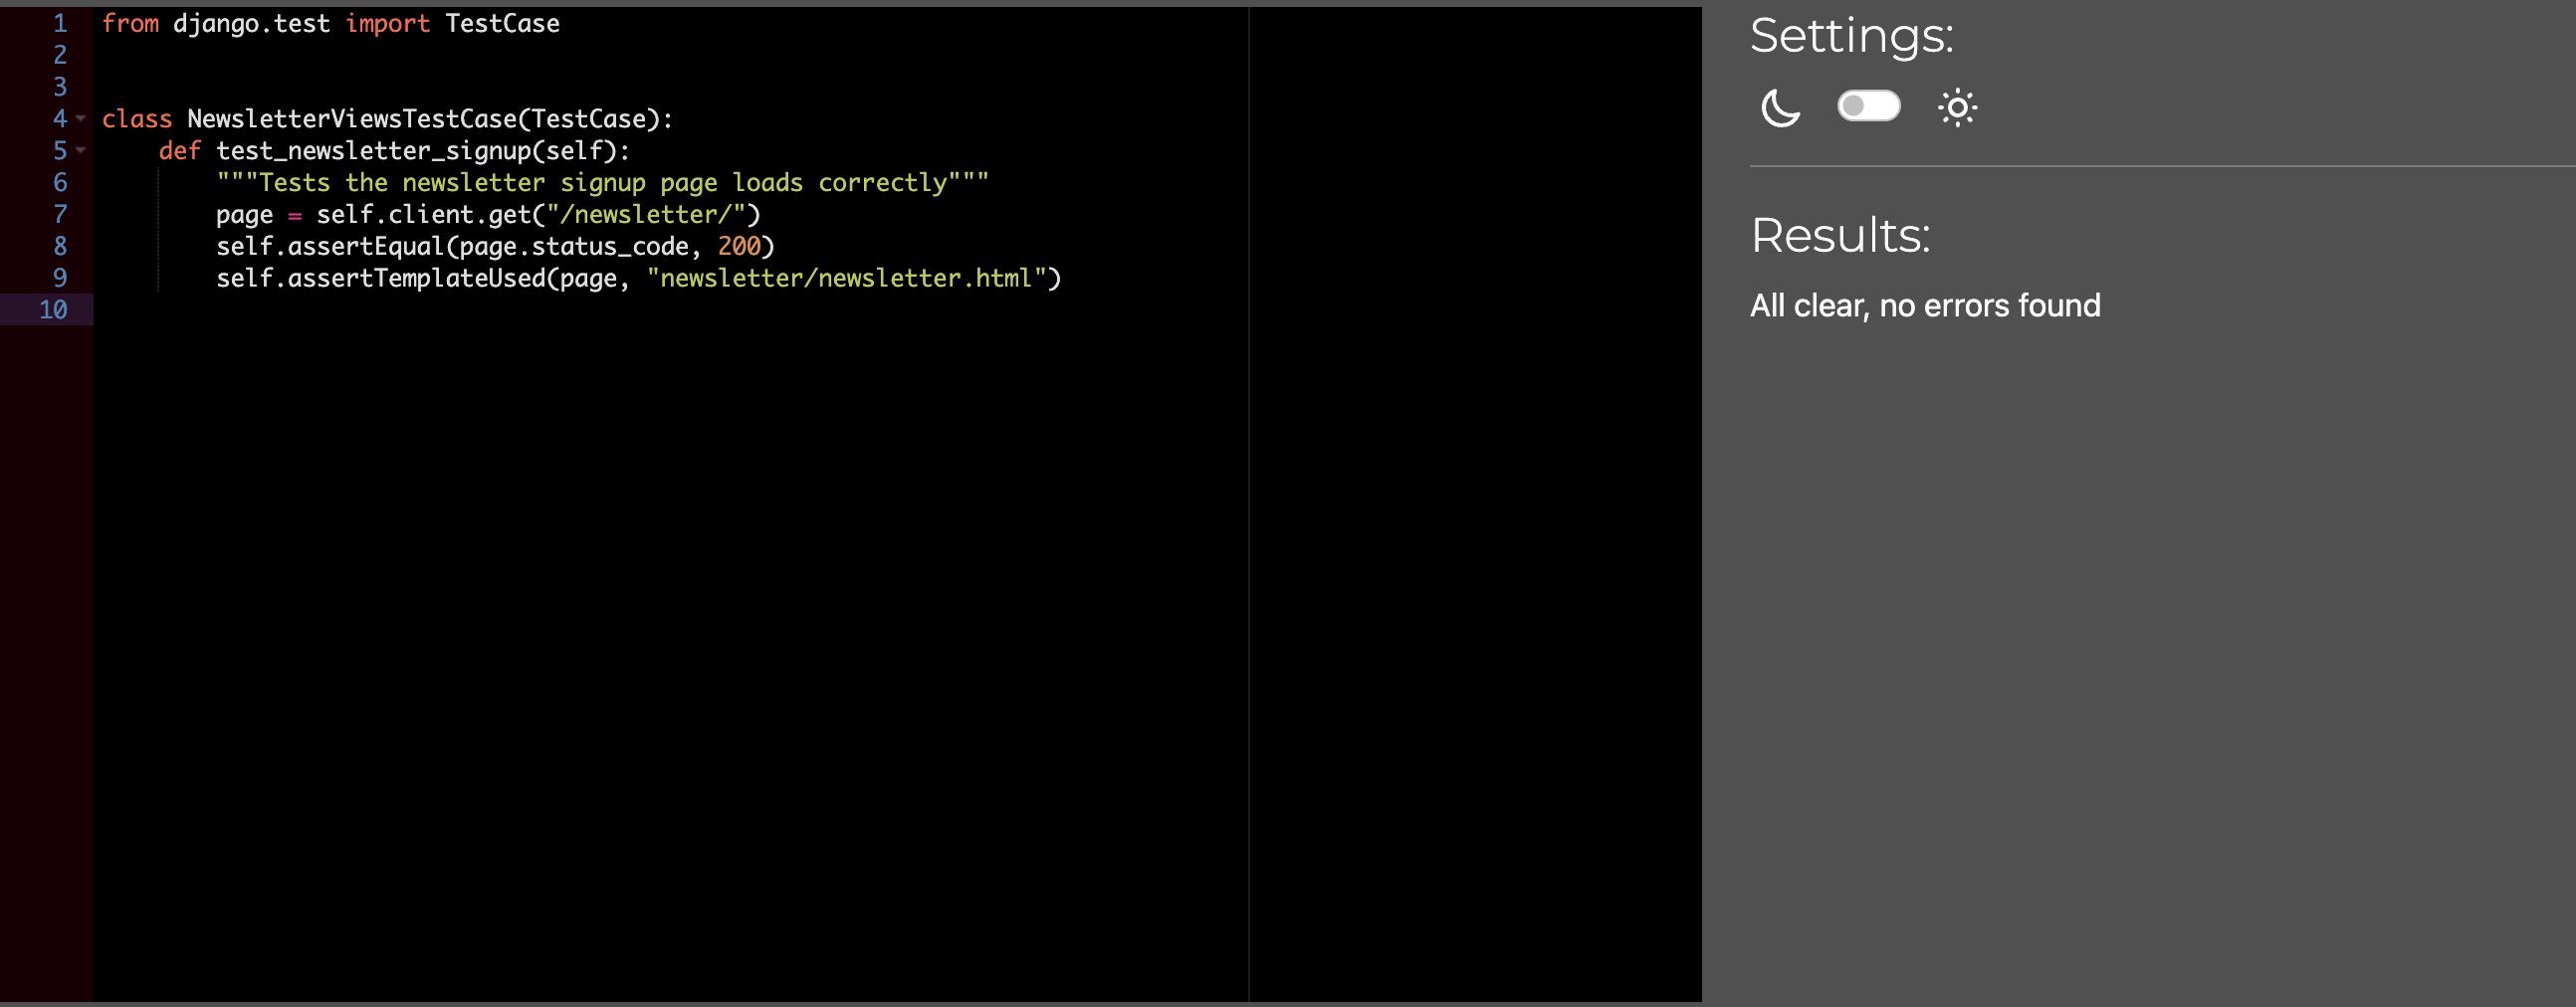 1 from django.test import TestCase
2
3
4 class NewsletterViewsTestCase(TestCase):
5     def test_newsletter_signup(self):
6         """Tests the newsletter signup page loads correctly"""
7         page = self.client.get("/newsletter/")
8         self.assertEqual(page.status_code, 200)
9         self.assertTemplateUsed(page, "newsletter/newsletter.html")
10
Settings:
Results:
All clear, no errors found